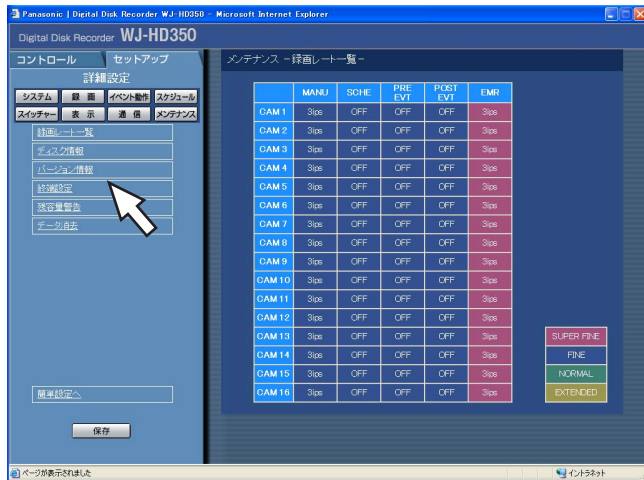 Panasonic | Digital Disk Recorder WJ-HD350 - Microsoft Internet Explorer
Digital Disk Recorder WJ-HD350
コントロール セットアップ
詳細設定
システム 録 画 イベント動作 スケジュール
スイッチャー 表 示 通 信 メンテナンス
録画レート一覧
ディスク情報
バージョン情報
終端設定
残容量警告
データ消去
簡単設定へ
保存
メンテナンス －録画レート一覧－
MANU SCHE PRE EVT POST EVT EMR
CAM 1 3ips OFF OFF OFF 3ips
CAM 2 3ips OFF OFF OFF 3ips
CAM 3 3ips OFF OFF OFF 3ips
CAM 4 3ips OFF OFF OFF 3ips
CAM 5 3ips OFF OFF OFF 3ips
CAM 6 3ips OFF OFF OFF 3ips
CAM 7 3ips OFF OFF OFF 3ips
CAM 8 3ips OFF OFF OFF 3ips
CAM 9 3ips OFF OFF OFF 3ips
CAM 10 3ips OFF OFF OFF 3ips
CAM 11 3ips OFF OFF OFF 3ips
CAM 12 3ips OFF OFF OFF 3ips
CAM 13 3ips OFF OFF OFF 3ips
CAM 14 3ips OFF OFF OFF 3ips
CAM 15 3ips OFF OFF OFF 3ips
CAM 16 3ips OFF OFF OFF 3ips
SUPER FINE
FINE
NORMAL
EXTENDED
ページが表示されました イントラネット